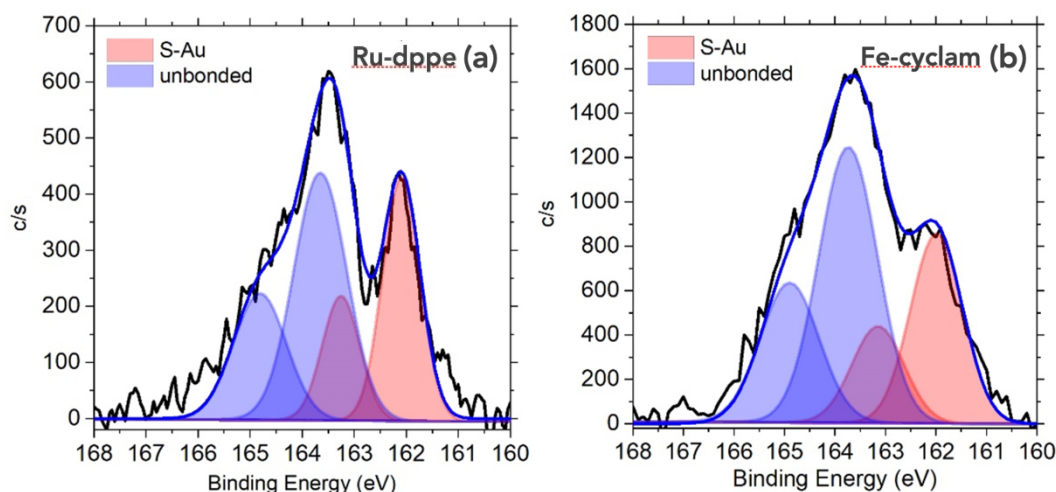 700
600
500
400
300
200
100
0
c/s
S-Au
unbonded
Ru-dppe (a)
168 167 166 165 164 163 162 161 160
Binding Energy (eV)
1800
1600
1400
1200
1000
800
600
400
200
0
c/s
S-Au
unbonded
Fe-cyclam (b)
168 167 166 165 164 163 162 161 160
Binding Energy (eV)